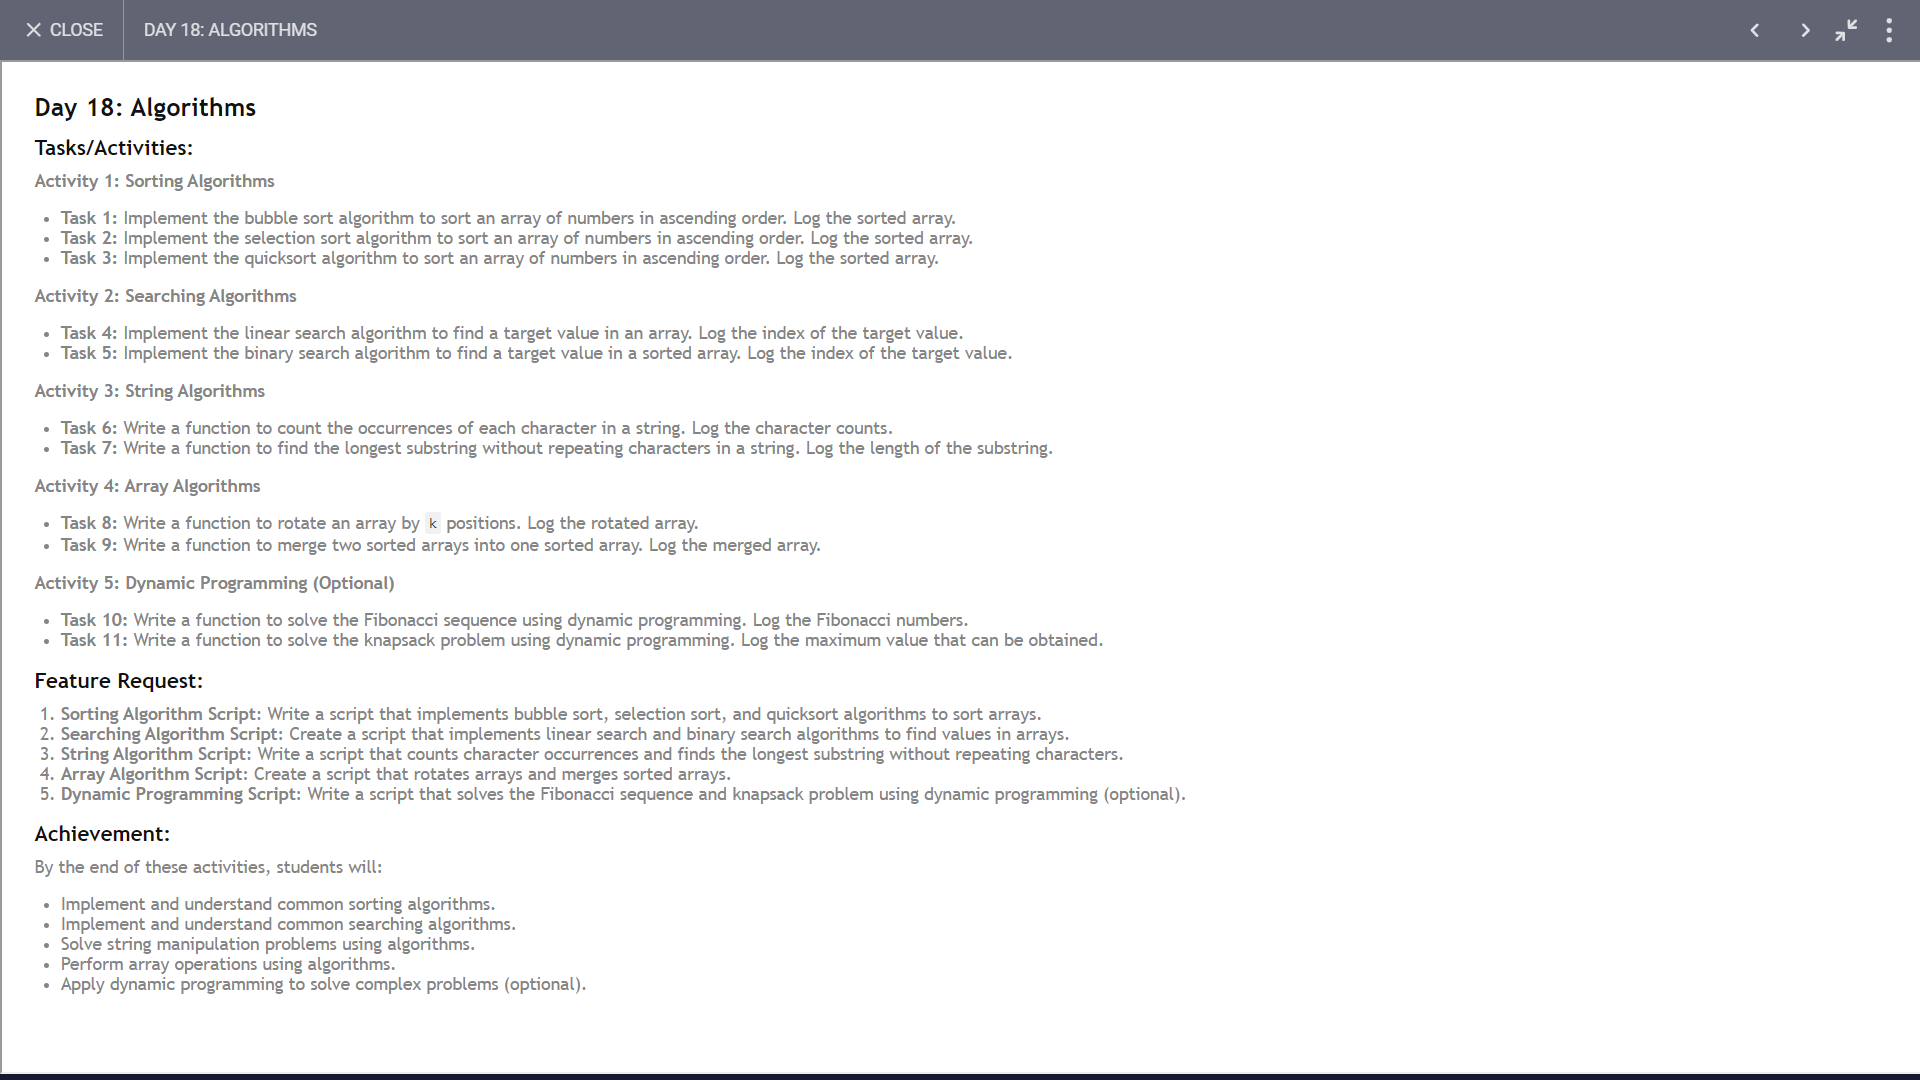 CLOSE
DAY 18: ALGORITHMS
Day 18: Algorithms
Tasks/Activities:
Activity 1: Sorting Algorithms
• Task 1: Implement the bubble sort algorithm to sort an array of numbers in ascending order. Log the sorted array.
• Task 2: Implement the selection sort algorithm to sort an array of numbers in ascending order. Log the sorted array.
• Task 3: Implement the quicksort algorithm to sort an array of numbers in ascending order. Log the sorted array.
Activity 2: Searching Algorithms
• Task 4: Implement the linear search algorithm to find a target value in an array. Log the index of the target value.
• Task 5: Implement the binary search algorithm to find a target value in a sorted array. Log the index of the target value.
Activity 3: String Algorithms
• Task 6: Write a function to count the occurrences of each character in a string. Log the character counts.
• Task 7: Write a function to find the longest substring without repeating characters in a string. Log the length of the substring.
Activity 4: Array Algorithms
• Task 8: Write a function to rotate an array by k positions. Log the rotated array.
• Task 9: Write a function to merge two sorted arrays into one sorted array. Log the merged array.
Activity 5: Dynamic Programming (Optional)
• Task 10: Write a function to solve the Fibonacci sequence using dynamic programming. Log the Fibonacci numbers.
• Task 11: Write a function to solve the knapsack problem using dynamic programming. Log the maximum value that can be obtained.
Feature Request:
1. Sorting Algorithm Script: Write a script that implements bubble sort, selection sort, and quicksort algorithms to sort arrays.
2. Searching Algorithm Script: Create a script that implements linear search and binary search algorithms to find values in arrays.
3. String Algorithm Script: Write a script that counts character occurrences and finds the longest substring without repeating characters.
4. Array Algorithm Script: Create a script that rotates arrays and merges sorted arrays.
5. Dynamic Programming Script: Write a script that solves the Fibonacci sequence and knapsack problem using dynamic programming (optional).
Achievement:
By the end of these activities, students will:
• Implement and understand common sorting algorithms.
• Implement and understand common searching algorithms.
• Solve string manipulation problems using algorithms.
• Perform array operations using algorithms.
• Apply dynamic programming to solve complex problems (optional).